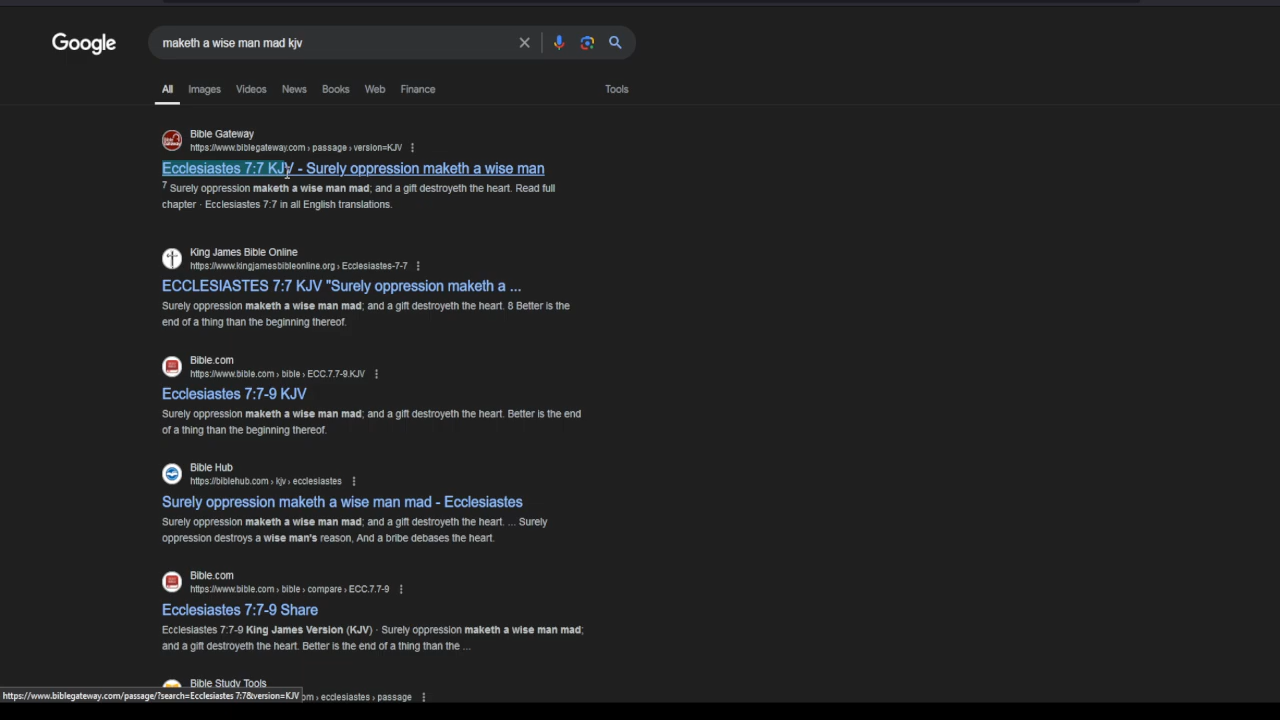 Google
maketh a wise man mad kjv
All Images Videos News Books Web Finance Tools
Bible Gateway
https://www.biblegateway.com › passage › version=KJV
Ecclesiastes 7:7 KJV - Surely oppression maketh a wise man
7 Surely oppression maketh a wise man mad; and a gift destroyeth the heart. Read full
chapter · Ecclesiastes 7:7 in all English translations.
King James Bible Online
https://www.kingjamesbibleonline.org › Ecclesiastes-7-7
ECCLESIASTES 7:7 KJV "Surely oppression maketh a ...
Surely oppression maketh a wise man mad; and a gift destroyeth the heart. 8 Better is the
end of a thing than the beginning thereof.
Bible.com
https://www.bible.com › bible › ECC.7.7-9.KJV
Ecclesiastes 7:7-9 KJV
Surely oppression maketh a wise man mad; and a gift destroyeth the heart. Better is the end
of a thing than the beginning thereof.
Bible Hub
https://biblehub.com › kjv › ecclesiastes
Surely oppression maketh a wise man mad - Ecclesiastes
Surely oppression maketh a wise man mad; and a gift destroyeth the heart. ... Surely
oppression destroys a wise man's reason, And a bribe debases the heart.
Bible.com
https://www.bible.com › bible › compare › ECC.7.7-9
Ecclesiastes 7:7-9 Share
Ecclesiastes 7:7-9 King James Version (KJV) · Surely oppression maketh a wise man mad;
and a gift destroyeth the heart. Better is the end of a thing than the ...
Bible Study Tools
https://www.biblegateway.com/passage/?search=Ecclesiastes 7:7&version=KJV om › ecclesiastes › passage